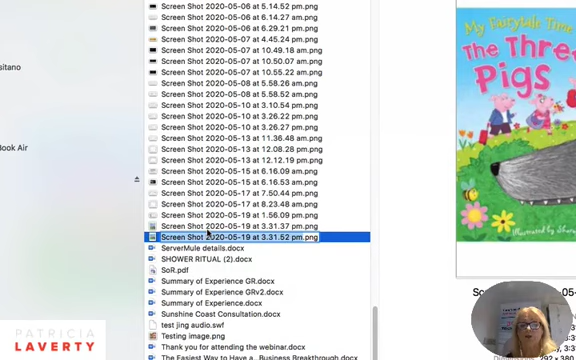 Screen Shot 2020-05-06 at 5.14.52 pm.png
Screen Shot 2020-05-06 at 6.14.27 am.png
Screen Shot 2020-05-06 at 6.29.21 pm.png
Screen Shot 2020-05-07 at 4.45.24 pm.png
Screen Shot 2020-05-07 at 10.49.18 am.png
Screen Shot 2020-05-07 at 10.50.07 am.png
Screen Shot 2020-05-07 at 10.55.22 am.png
Screen Shot 2020-05-08 at 5.58.26 am.png
Screen Shot 2020-05-08 at 5.58.52 am.png
Screen Shot 2020-05-10 at 3.10.54 pm.png
Screen Shot 2020-05-10 at 3.26.22 pm.png
Screen Shot 2020-05-10 at 3.26.27 pm.png
Screen Shot 2020-05-13 at 11.36.48 am.png
Screen Shot 2020-05-13 at 12.08.28 pm.png
Screen Shot 2020-05-13 at 12.12.19 pm.png
Screen Shot 2020-05-15 at 6.16.09 am.png
Screen Shot 2020-05-15 at 6.16.53 am.png
Screen Shot 2020-05-17 at 7.50.44 pm.png
Screen Shot 2020-05-17 at 8.23.48 am.png
Screen Shot 2020-05-19 at 1.56.09 pm.png
Screen Shot 2020-05-19 at 3.31.37 pm.png
Screen Shot 2020-05-19 at 3.31.52 pm.png
ServerMule details.docx
SHOWER RITUAL (2).docx
SoR.pdf
Summary of Experience GR.docx
Summary of Experience GRv2.docx
Summary of Experience.docx
Sunshine Coast Consultation.docx
test jing audio.swf
Testing image.png
Thank you for attending the webinar.docx
The Easiest Way to Have a...Business Breakthrough.docx
sitano
Book Air
PATRICIA
LAVERTY
My Fairytale Time
The Three
Pigs
Illustrated by